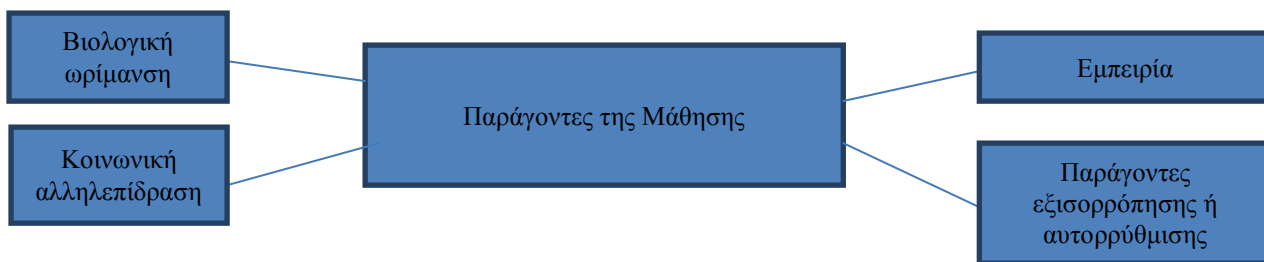 Βιολογική
ωρίμανση
Κοινωνική
αλληλεπίδραση
Παράγοντες της Μάθησης
Εμπειρία
Παράγοντες
εξισορρόπησης ή
αυτορρύθμισης